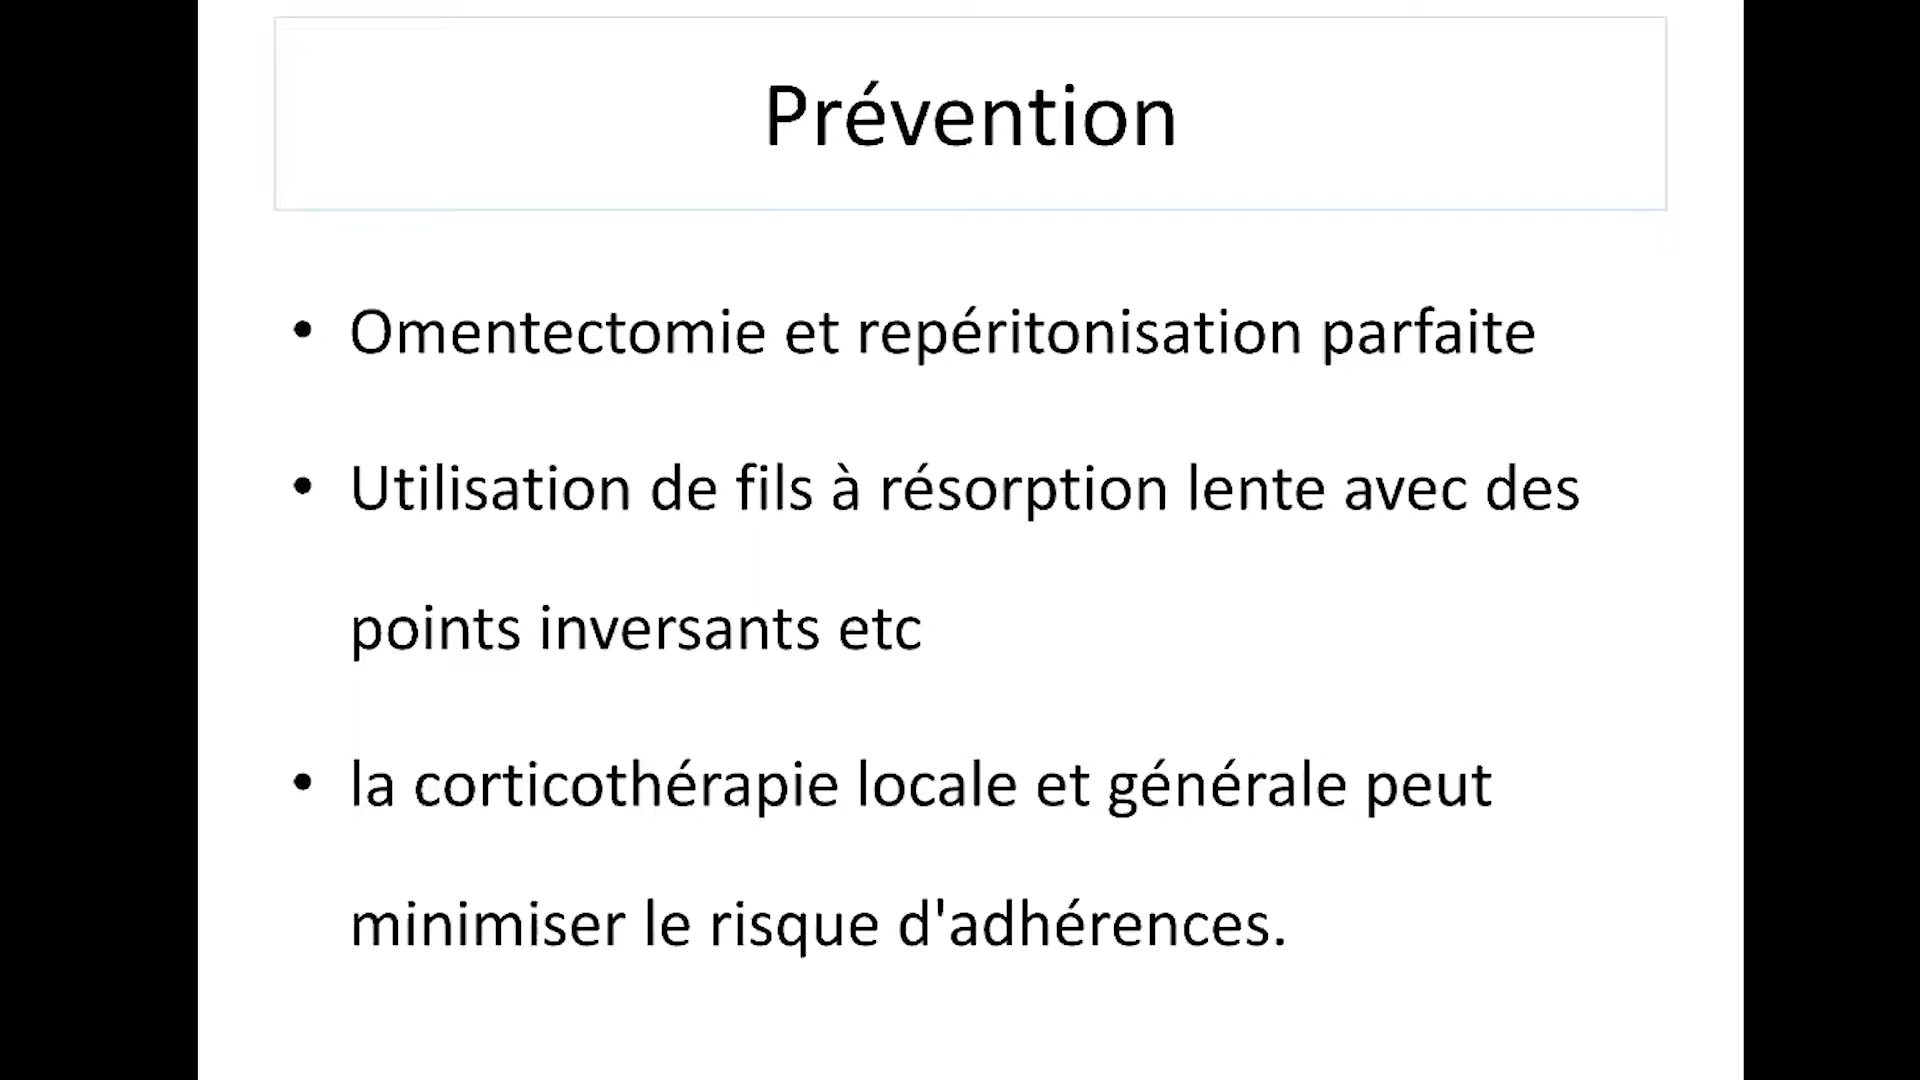 Prévention
• Omentectomie et repéritonisation parfaite
• Utilisation de fils à résorption lente avec des
points inversants etc
• la corticothérapie locale et générale peut
minimiser le risque d'adhérences.